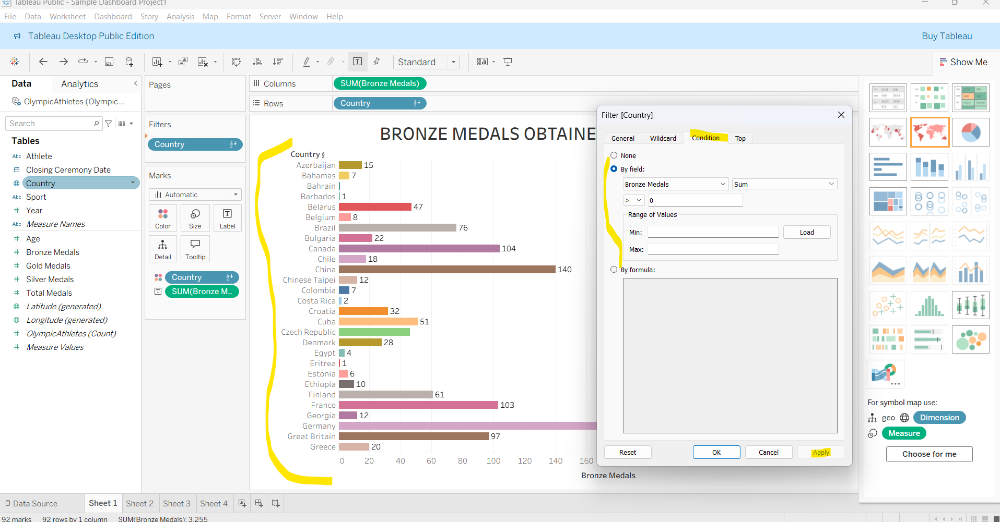 Tableau Public - Sample Dashboard Project1
File Data Worksheet Dashboard Story Analysis Map Format Server Window Help
Tableau Desktop Public Edition
Buy Tableau
Standard
Show Me
Data
Analytics
OlympicAthletes (Olympic...
Search
Tables
Abc Athlete
Closing Ceremony Date
Country
Abc Sport
# Year
Abc Measure Names
# Age
# Bronze Medals
# Gold Medals
# Silver Medals
# Total Medals
Latitude (generated)
Longitude (generated)
# OlympicAthletes (Count)
# Measure Values
Pages
Filters
Country
Marks
Automatic
Color Size Label
Detail Tooltip
Country
SUM(Bronze M..
Columns SUM(Bronze Medals)
Rows Country
BRONZE MEDALS OBTAINE
Country
Azerbaijan 15
Bahamas 7
Bahrain
Barbados 1
Belarus 47
Belgium 8
Brazil 76
Bulgaria 22
Canada 104
Chile 18
China 140
Chinese Taipei 12
Colombia 7
Costa Rica 2
Croatia 32
Cuba 51
Czech Republic
Denmark 28
Egypt 4
Eritrea 1
Estonia 6
Ethiopia 10
Finland 61
France 103
Georgia 12
Germany
Great Britain 97
Greece 20
0 20 40 60 80 100 120 140 160
Bronze Medals
Filter [Country]
General Wildcard Condition Top
None
By field:
Bronze Medals Sum
> 0
Range of Values
Min: Load
Max:
By formula:
Reset OK Cancel Apply
For symbol map use:
geo Dimension
Measure
Choose for me
Data Source Sheet 1 Sheet 2 Sheet 3 Sheet 4
92 marks 92 rows by 1 column SUM(Bronze Medals): 3,255